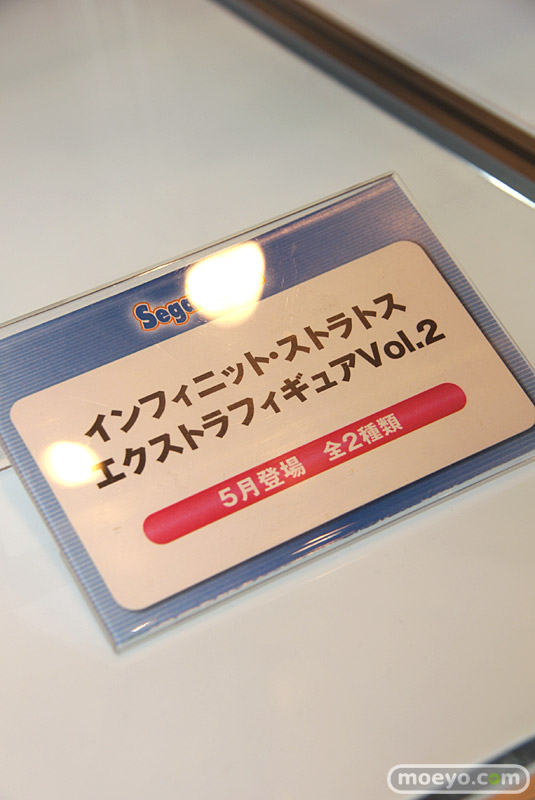 インフィニット・ストラトス
エクストラフィギュアVol.2
5月登場 全2種類
moeyo.com